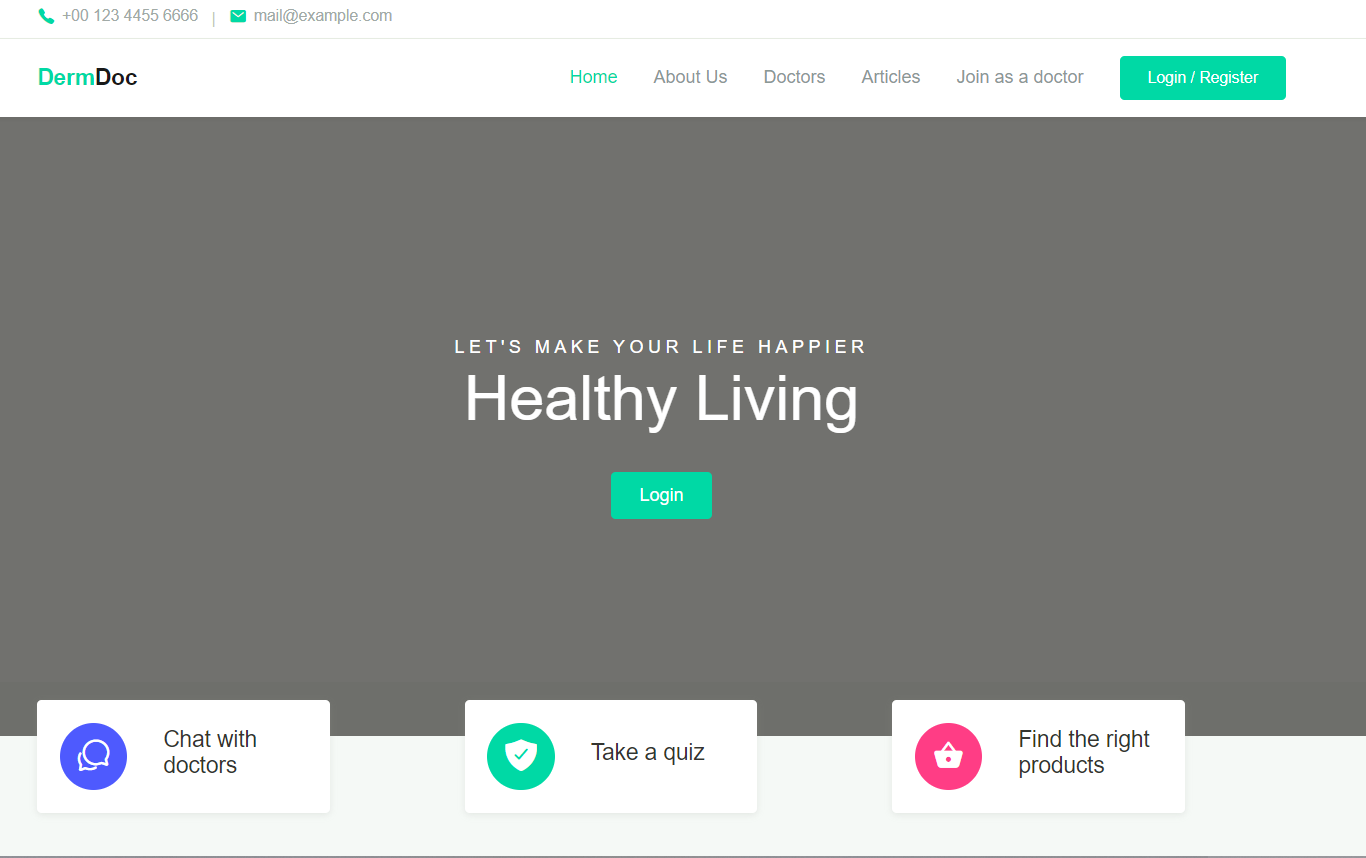 +00 123 4455 6666 | mail@example.com
DermDoc Home About Us Doctors Articles Join as a doctor Login / Register
LET'S MAKE YOUR LIFE HAPPIER
Healthy Living
Login
Chat with
doctors
Take a quiz
Find the right
products